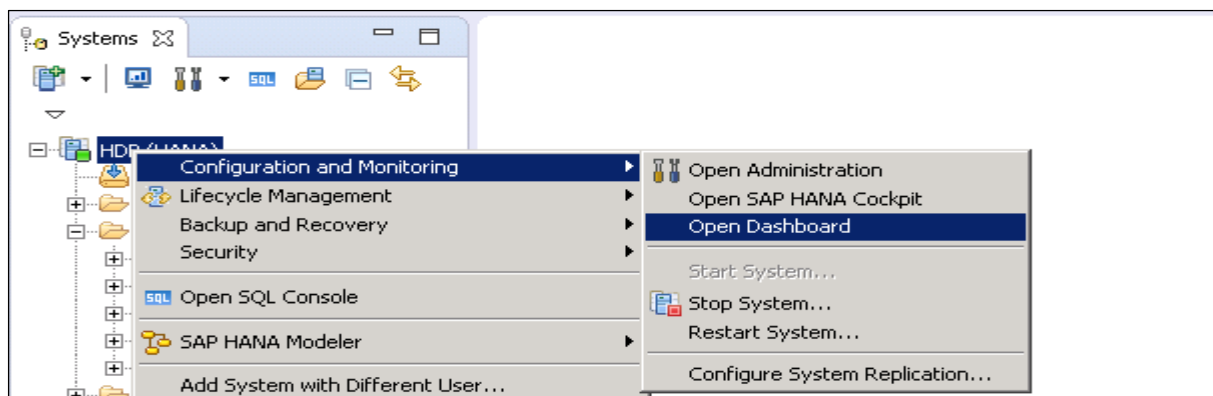 Systems
SQL
HDB (HANA)
Configuration and Monitoring
Lifecycle Management
Backup and Recovery
Security
SQL Open SQL Console
SAP HANA Modeler
Add System with Different User...
Open Administration
Open SAP HANA Cockpit
Open Dashboard
Start System...
Stop System...
Restart System...
Configure System Replication...